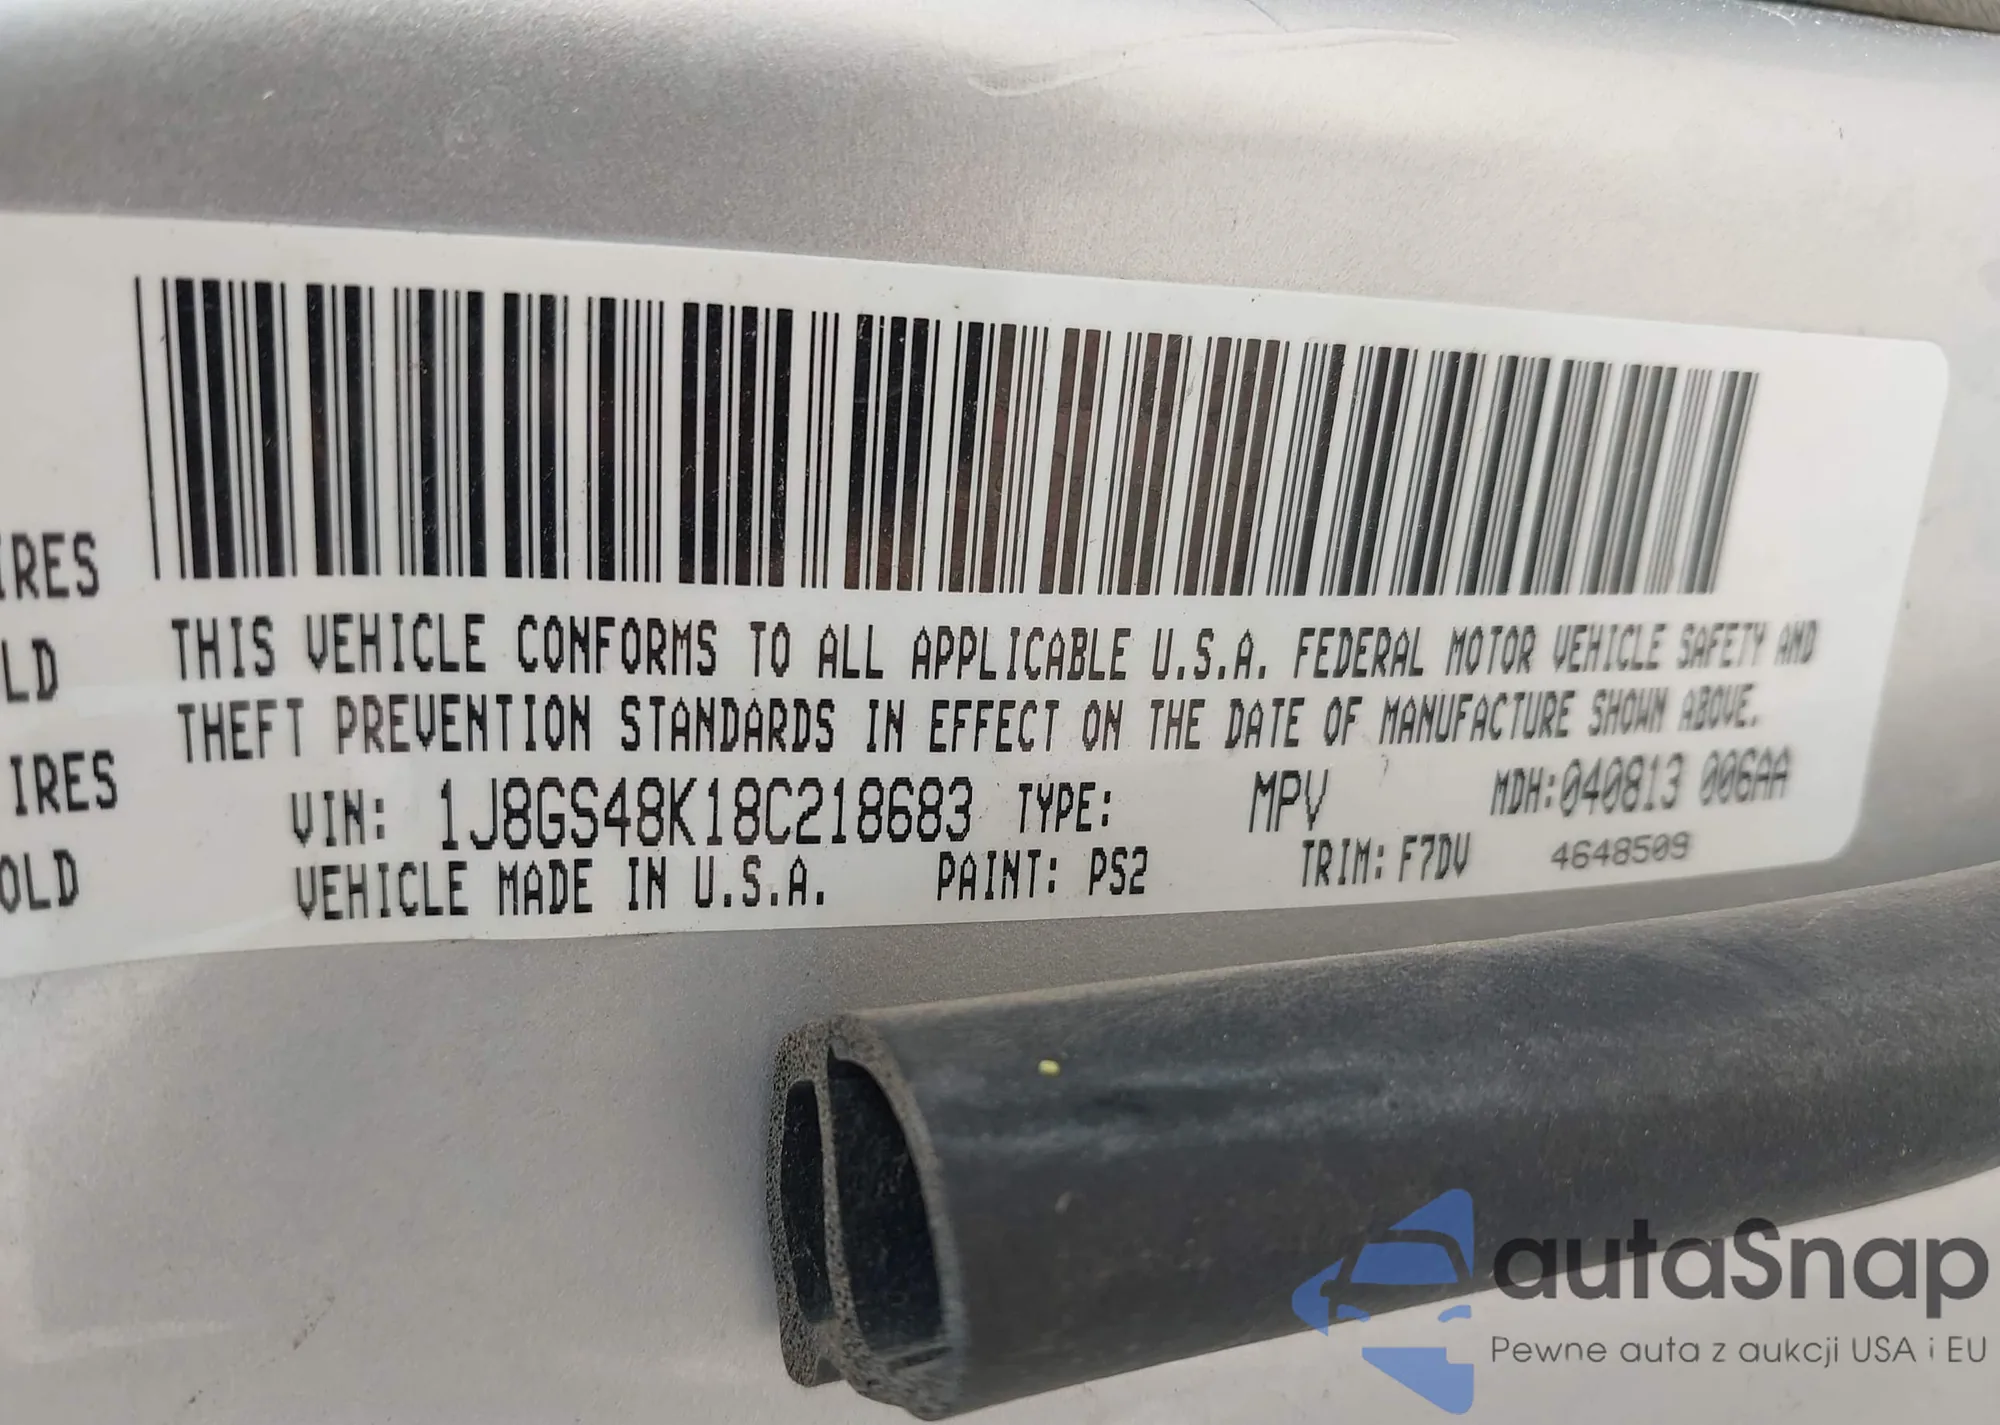 IRES
LD
IRES
OLD
THIS VEHICLE CONFORMS TO ALL APPLICABLE U.S.A. FEDERAL MOTOR VEHICLE SAFETY AND
THEFT PREVENTION STANDARDS IN EFFECT ON THE DATE OF MANUFACTURE SHOWN ABOVE.
VIN: 1J8GS48K18C218683 TYPE: MPV MDH:040813 006AA
VEHICLE MADE IN U.S.A. PAINT: PS2 TRIM: F7DV 4648509
autaSnap
Pewne auta z aukcji USA i EU